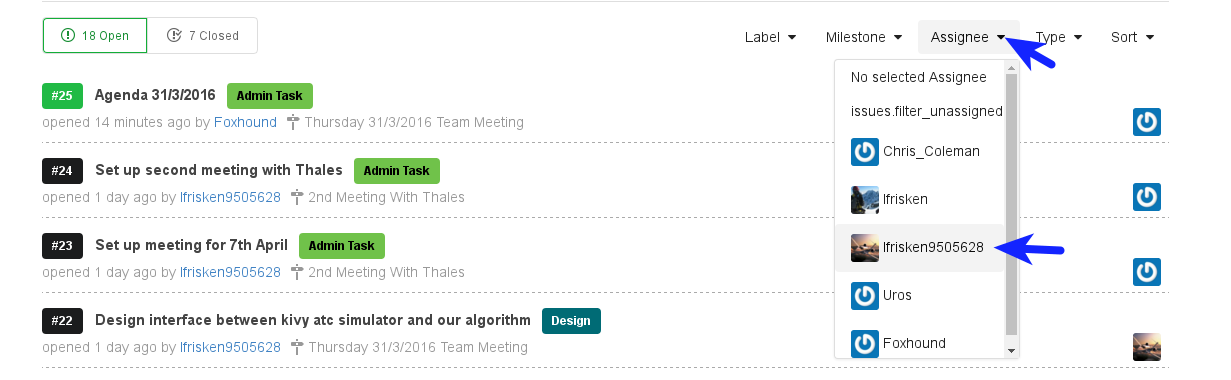 18 Open
7 Closed
Label
Milestone
Assignee
Type
Sort
No selected Assignee
issues.filter_unassigned
Chris_Coleman
lfrisken
lfrisken9505628
Uros
Foxhound
#25 Agenda 31/3/2016 Admin Task
opened 14 minutes ago by Foxhound Thursday 31/3/2016 Team Meeting
#24 Set up second meeting with Thales Admin Task
opened 1 day ago by lfrisken9505628 2nd Meeting With Thales
#23 Set up meeting for 7th April Admin Task
opened 1 day ago by lfrisken9505628 2nd Meeting With Thales
#22 Design interface between kivy atc simulator and our algorithm Design
opened 1 day ago by lfrisken9505628 Thursday 31/3/2016 Team Meeting